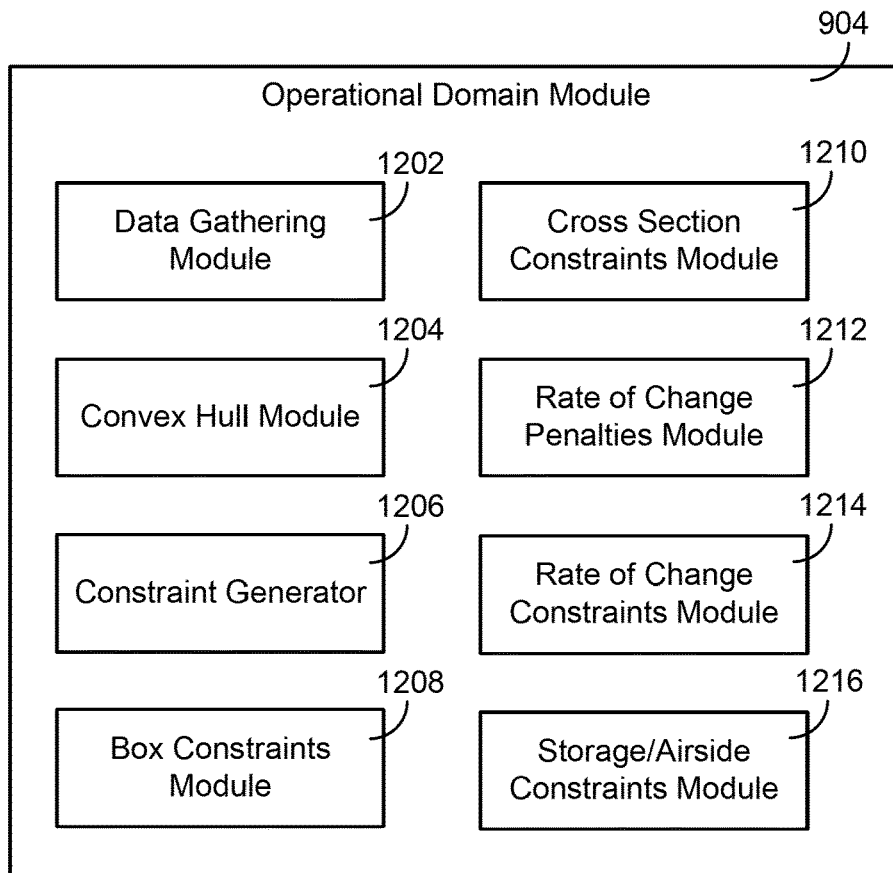 904
Operational Domain Module
1202
Data Gathering
Module
1204
Convex Hull Module
1206
Constraint Generator
1208
Box Constraints
Module
1210
Cross Section
Constraints Module
1212
Rate of Change
Penalties Module
1214
Rate of Change
Constraints Module
1216
Storage/Airside
Constraints Module